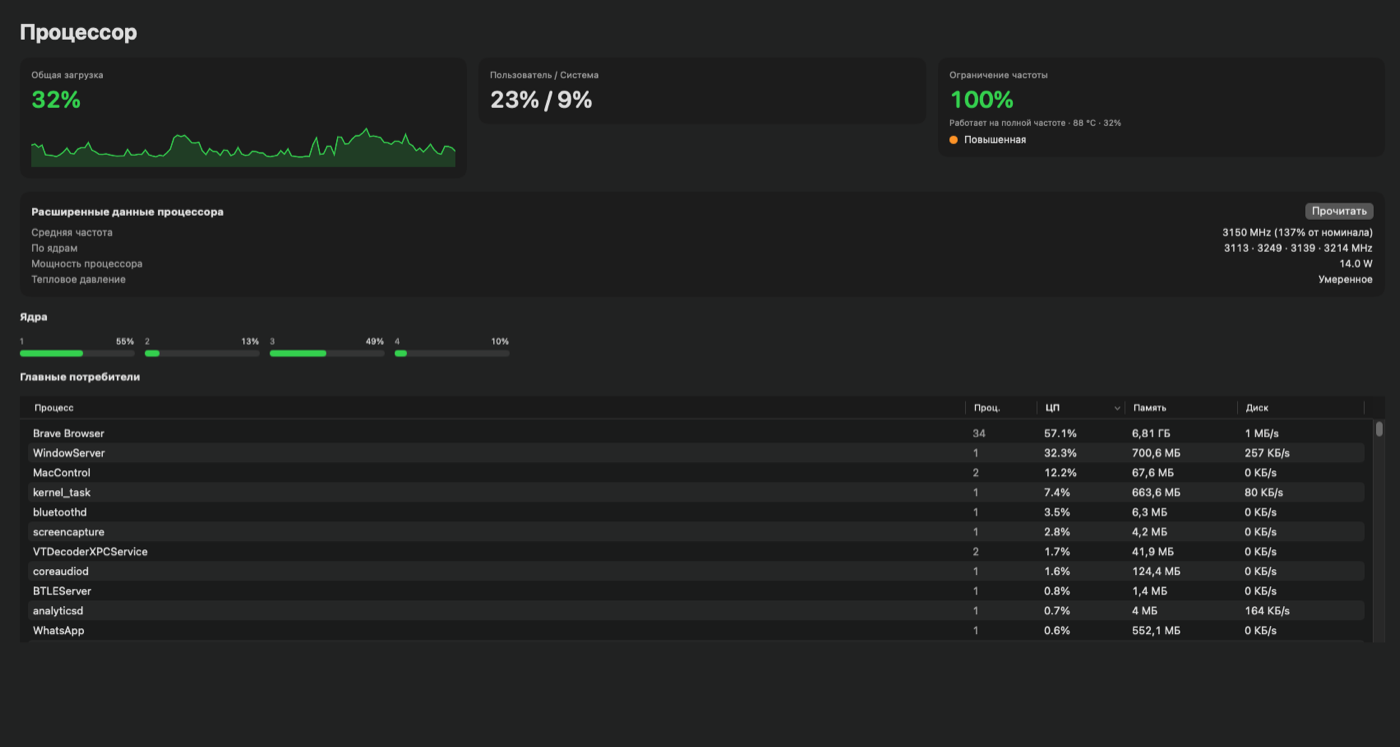 Процессор
Общая загрузка
32%
Пользователь / Система
23% / 9%
Ограничение частоты
100%
Работает на полной частоте · 88 °C · 32%
Повышенная
Расширенные данные процессора
Прочитать
Средняя частота 3150 MHz (137% от номинала)
По ядрам 3113 · 3249 · 3139 · 3214 MHz
Мощность процессора 14.0 W
Тепловое давление Умеренное
Ядра
1 55% 2 13% 3 49% 4 10%
Главные потребители
Процесс Проц. ЦП Память Диск
Brave Browser 34 57.1% 6,81 ГБ 1 МБ/s
WindowServer 1 32.3% 700,6 МБ 257 КБ/s
MacControl 2 12.2% 67,6 МБ 0 КБ/s
kernel_task 1 7.4% 663,6 МБ 80 КБ/s
bluetoothd 1 3.5% 6,3 МБ 0 КБ/s
screencapture 1 2.8% 4,2 МБ 0 КБ/s
VTDecoderXPCService 2 1.7% 41,9 МБ 0 КБ/s
coreaudiod 1 1.6% 124,4 МБ 0 КБ/s
BTLEServer 1 0.8% 1,4 МБ 0 КБ/s
analyticsd 1 0.7% 4 МБ 164 КБ/s
WhatsApp 1 0.6% 552,1 МБ 0 КБ/s